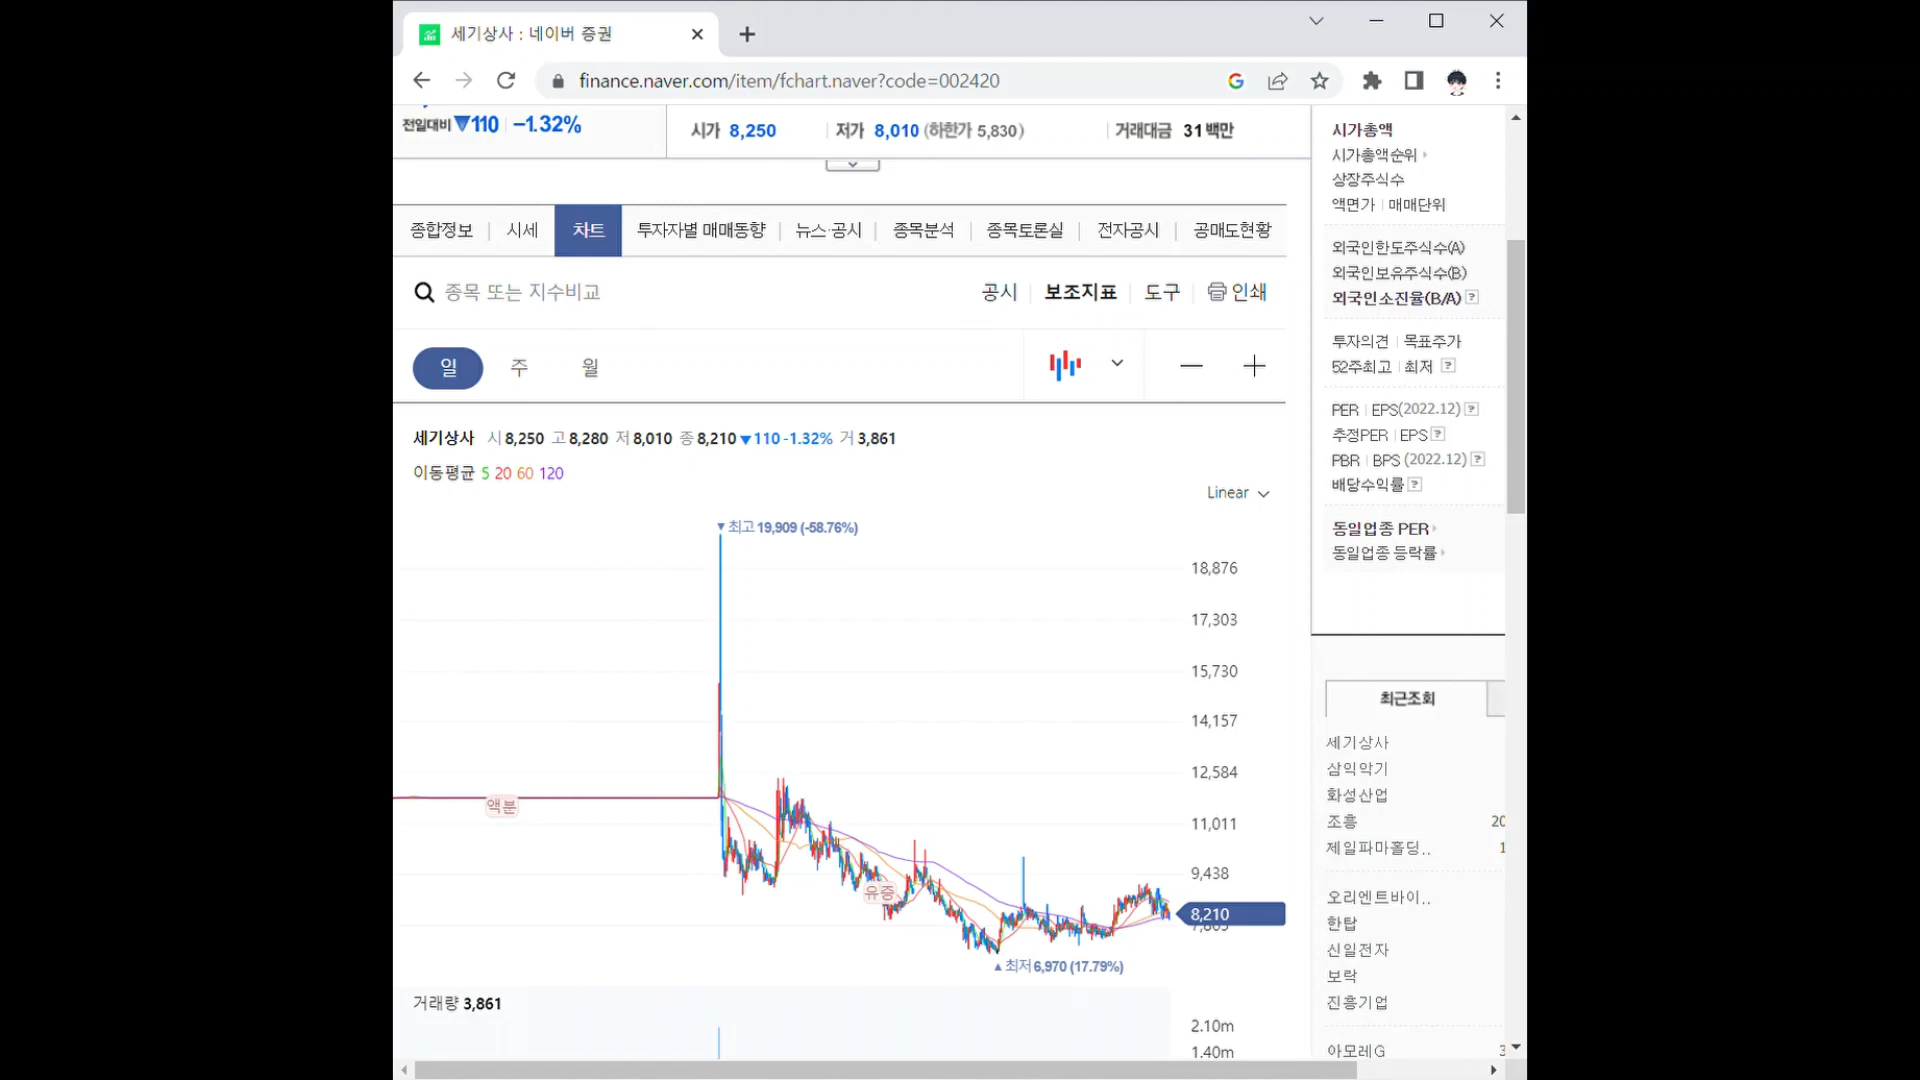 세기상사 : 네이버 증권
finance.naver.com/item/fchart.naver?code=002420
전일대비 ▼110 | −1.32%
시가 8,250 저가 8,010 (하한가 5,830) 거래대금 31 백만
종합정보 시세 차트 투자자별 매매동향 뉴스·공시 종목분석 종목토론실 전자공시 공매도현황
종목 또는 지수비교
공시 보조지표 도구 인쇄
일 주 월
세기상사 시 8,250 고 8,280 저 8,010 종 8,210 ▼110 -1.32% 거 3,861
이동평균 5 20 60 120
Linear
▼최고 19,909 (-58.76%)
18,876
17,303
15,730
14,157
12,584
11,011
9,438
8,210
7,865
액분
유증
▲최저 6,970 (17.79%)
거래량 3,861
2.10m
1.40m
시가총액
시가총액순위
상장주식수
액면가 | 매매단위
외국인한도주식수(A)
외국인보유주식수(B)
외국인소진율(B/A) ?
투자의견 | 목표주가
52주최고 | 최저 ?
PER | EPS(2022.12) ?
추정PER | EPS ?
PBR | BPS (2022.12) ?
배당수익률 ?
동일업종 PER
동일업종 등락률
최근조회
세기상사
삼익악기
화성산업
조흥 20
제일파마홀딩.. 1
오리엔트바이..
한탑
신일전자
보락
진흥기업
아모레G 3